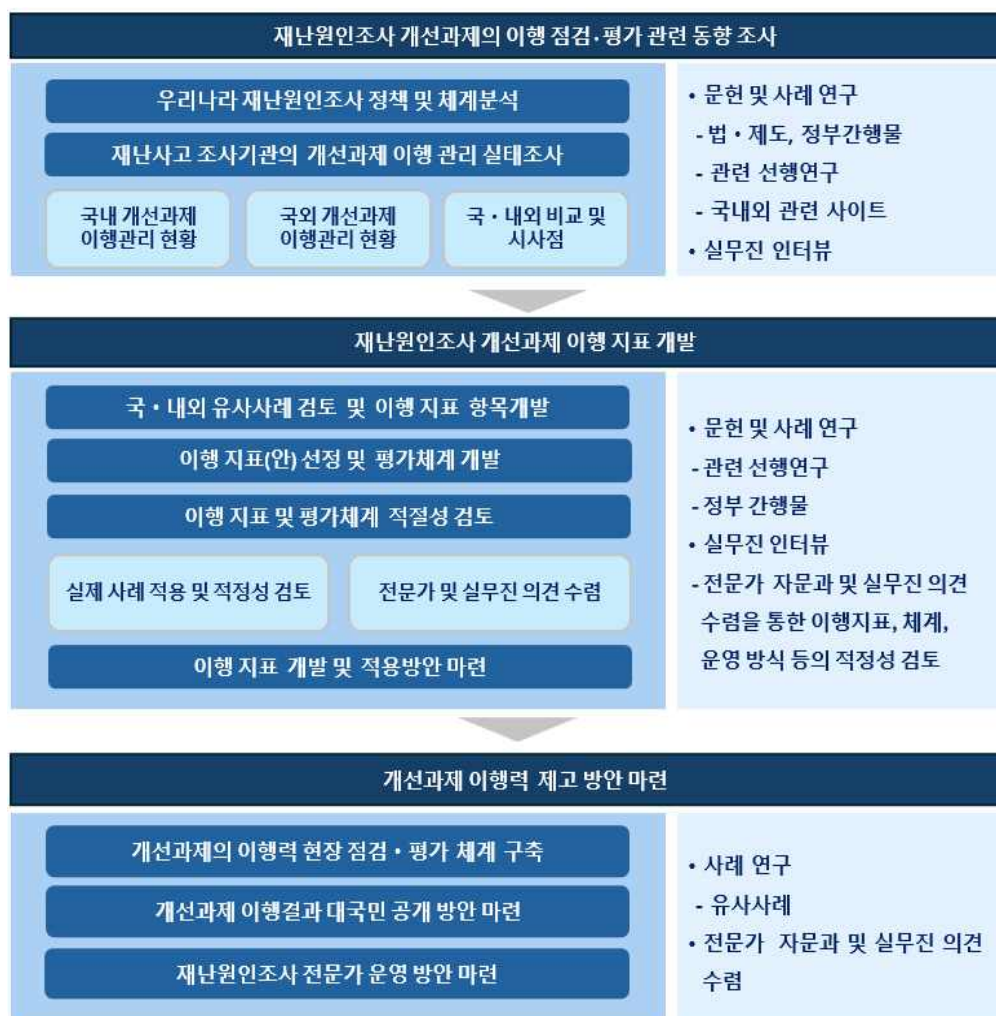 재난원인조사 개선과제의 이행 점검·평가 관련 동향 조사
우리나라 재난원인조사 정책 및 체계분석
재난사고 조사기관의 개선과제 이행 관리 실태조사
국내 개선과제
이행관리 현황
국외 개선과제
이행관리 현황
국·내외 비교 및
시사점
• 문헌 및 사례 연구
- 법·제도, 정부간행물
- 관련 선행연구
- 국내외 관련 사이트
• 실무진 인터뷰
재난원인조사 개선과제 이행 지표 개발
국·내외 유사사례 검토 및 이행 지표 항목개발
이행 지표(안) 선정 및 평가체계 개발
이행 지표 및 평가체계 적절성 검토
실제 사례 적용 및 적정성 검토
전문가 및 실무진 의견 수렴
이행 지표 개발 및 적용방안 마련
• 문헌 및 사례 연구
- 관련 선행연구
- 정부 간행물
• 실무진 인터뷰
- 전문가 자문과 및 실무진 의견
수렴을 통한 이행지표, 체계,
운영 방식 등의 적정성 검토
개선과제 이행력 제고 방안 마련
개선과제의 이행력 현장 점검·평가 체계 구축
개선과제 이행결과 대국민 공개 방안 마련
재난원인조사 전문가 운영 방안 마련
• 사례 연구
- 유사사례
• 전문가 자문과 및 실무진 의견
수렴